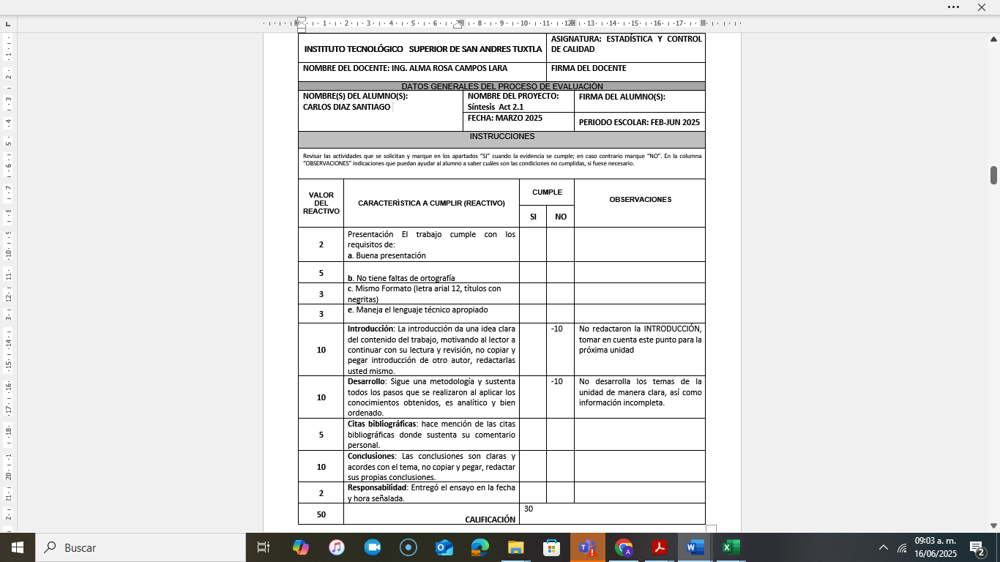 INSTITUTO TECNOLÓGICO SUPERIOR DE SAN ANDRES TUXTLA
ASIGNATURA: ESTADÍSTICA Y CONTROL
DE CALIDAD
NOMBRE DEL DOCENTE: ING. ALMA ROSA CAMPOS LARA
FIRMA DEL DOCENTE
DATOS GENERALES DEL PROCESO DE EVALUACIÓN
NOMBRE(S) DEL ALUMNO(S):
CARLOS DIAZ SANTIAGO
NOMBRE DEL PROYECTO:
Síntesis Act 2.1
FIRMA DEL ALUMNO(S):
FECHA: MARZO 2025
PERIODO ESCOLAR: FEB-JUN 2025
INSTRUCCIONES
Revisar las actividades que se solicitan y marque en los apartados "SI" cuando la evidencia se cumple; en caso contrario marque "NO". En la columna
"OBSERVACIONES" indicaciones que puedan ayudar al alumno a saber cuáles son las condiciones no cumplidas, si fuese necesario.
VALOR
DEL
REACTIVO
CARACTERÍSTICA A CUMPLIR (REACTIVO)
CUMPLE
SI
NO
OBSERVACIONES
2
Presentación El trabajo cumple con los
requisitos de:
a. Buena presentación
5
b. No tiene faltas de ortografía
3
c. Mismo Formato (letra arial 12, títulos con
negritas)
3
e. Maneja el lenguaje técnico apropiado
10
Introducción: La introducción da una idea clara
del contenido del trabajo, motivando al lector a
continuar con su lectura y revisión, no copiar y
pegar introducción de otro autor, redactarlas
usted mismo.
-10
No redactaron la INTRODUCCIÓN,
tomar en cuenta este punto para la
próxima unidad
10
Desarrollo: Sigue una metodología y sustenta
todos los pasos que se realizaron al aplicar los
conocimientos obtenidos, es analítico y bien
ordenado.
-10
No desarrolla los temas de la
unidad de manera clara, así como
información incompleta.
5
Citas bibliográficas: hace mención de las citas
bibliográficas donde sustenta su comentario
personal.
10
Conclusiones: Las conclusiones son claras y
acordes con el tema, no copiar y pegar, redactar
sus propias conclusiones.
2
Responsabilidad: Entregó el ensayo en la fecha
y hora señalada.
50
CALIFICACIÓN
30
Buscar
09:03 a. m.
16/06/2025
2